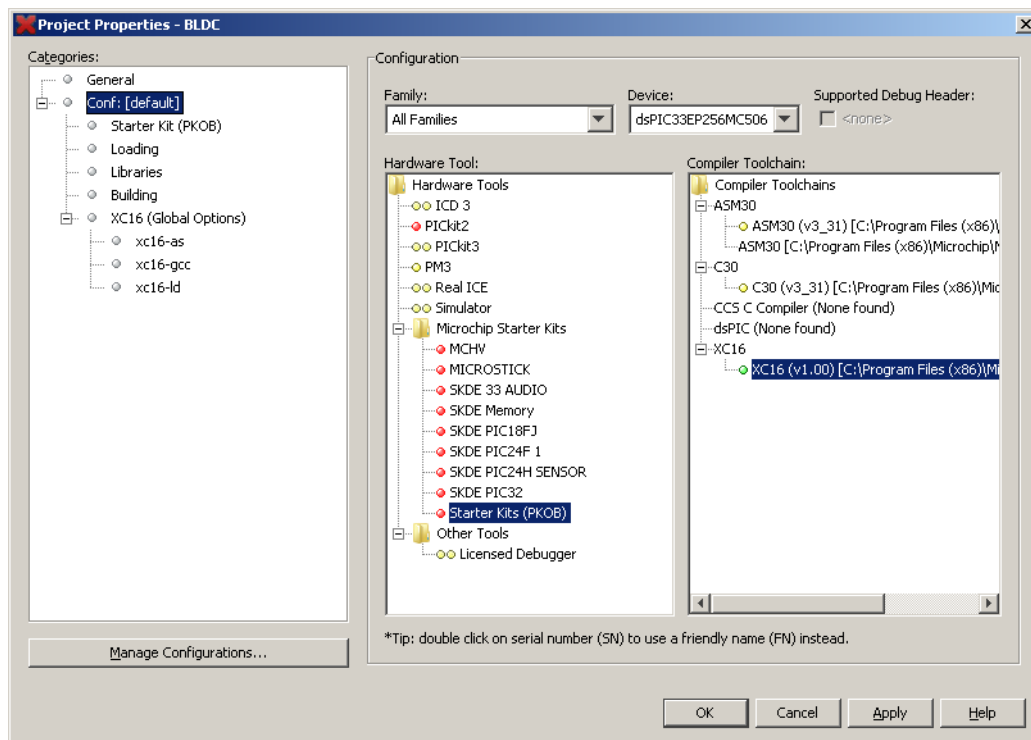 Project Properties - BLDC
Categories:
General
Conf: [default]
Starter Kit (PKOB)
Loading
Libraries
Building
XC16 (Global Options)
xc16-as
xc16-gcc
xc16-ld
Manage Configurations...
Configuration
Family:
All Families
Device:
dsPIC33EP256MC506
Supported Debug Header:
<none>
Hardware Tool:
Hardware Tools
ICD 3
PICkit2
PICkit3
PM3
Real ICE
Simulator
Microchip Starter Kits
MCHV
MICROSTICK
SKDE 33 AUDIO
SKDE Memory
SKDE PIC18FJ
SKDE PIC24F 1
SKDE PIC24H SENSOR
SKDE PIC32
Starter Kits (PKOB)
Other Tools
Licensed Debugger
Compiler Toolchain:
Compiler Toolchains
ASM30
ASM30 (v3_31) [C:\Program Files (x86)\
ASM30 [C:\Program Files (x86)\Microchip\
C30
C30 (v3_31) [C:\Program Files (x86)\Mic
CCS C Compiler (None found)
dsPIC (None found)
XC16
XC16 (v1.00) [C:\Program Files (x86)\Mi
*Tip: double click on serial number (SN) to use a friendly name (FN) instead.
OK
Cancel
Apply
Help